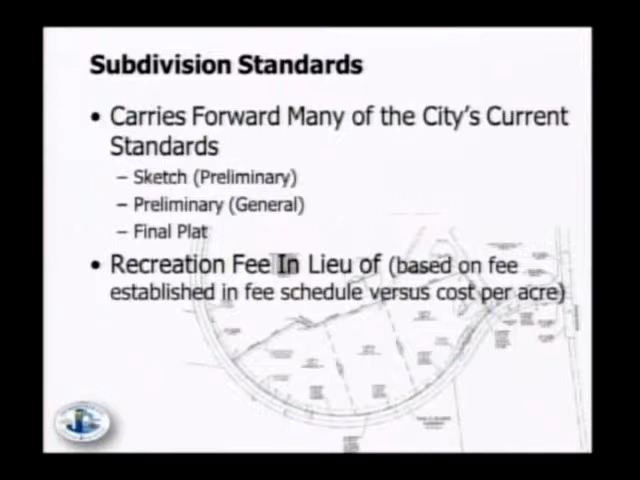 Subdivision Standards
• Carries Forward Many of the City's Current
Standards
– Sketch (Preliminary)
– Preliminary (General)
– Final Plat
• Recreation Fee In Lieu of (based on fee
established in fee schedule versus cost per acre)